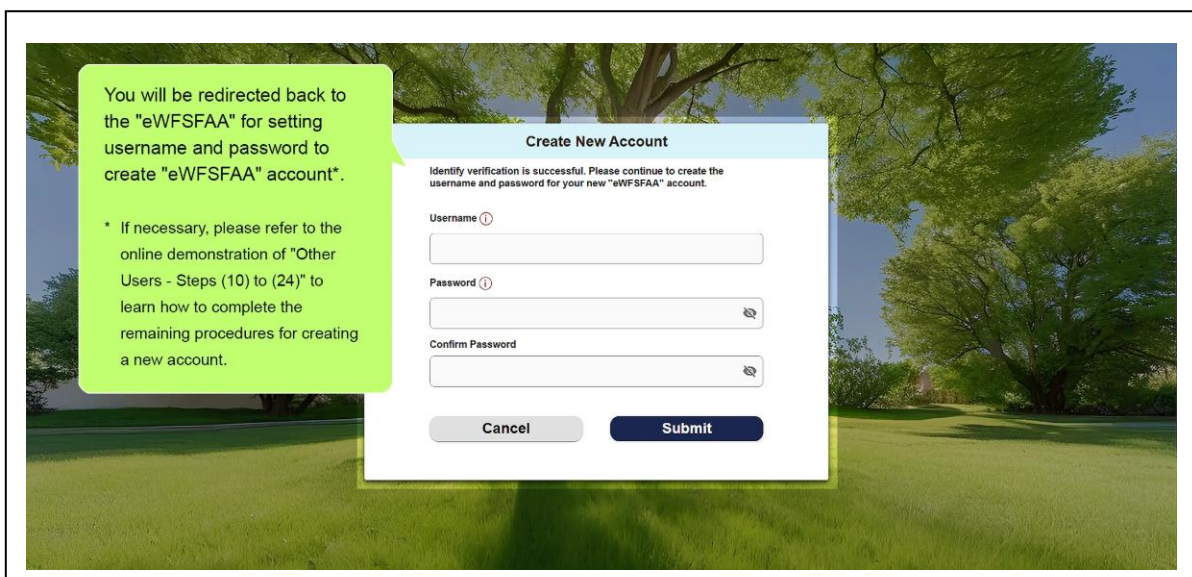 You will be redirected back to
the "eWFSFAA" for setting
username and password to
create "eWFSFAA" account*.
* If necessary, please refer to the
online demonstration of "Other
Users - Steps (10) to (24)" to
learn how to complete the
remaining procedures for creating
a new account.
Create New Account
Identify verification is successful. Please continue to create the
username and password for your new "eWFSFAA" account.
Username
Password
Confirm Password
Cancel Submit